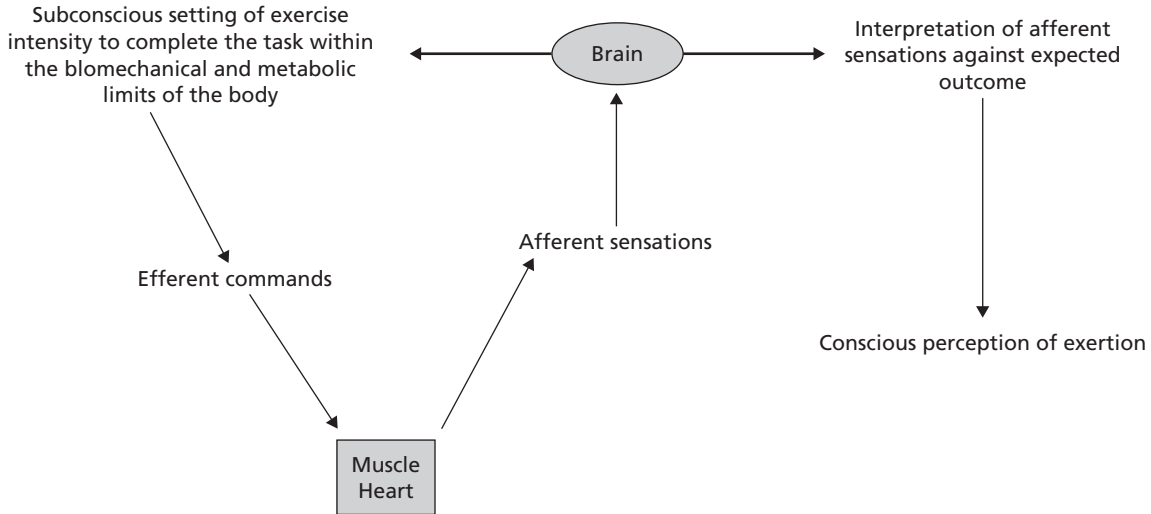 Subconscious setting of exercise
intensity to complete the task within
the blomechanical and metabolic
limits of the body
Brain
Interpretation of afferent
sensations against expected
outcome
Afferent sensations
Efferent commands
Conscious perception of exertion
Muscle
Heart